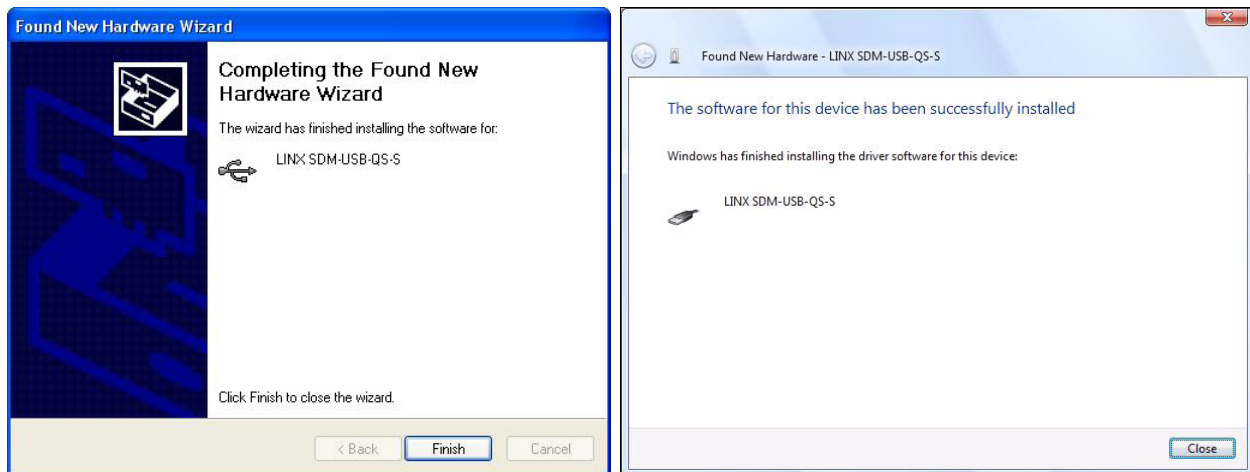 Found New Hardware Wizard
Completing the Found New
Hardware Wizard
The wizard has finished installing the software for:
LINX SDM-USB-QS-S
Click Finish to close the wizard.
< Back
Finish
Cancel
Found New Hardware - LINX SDM-USB-QS-S
The software for this device has been successfully installed
Windows has finished installing the driver software for this device:
LINX SDM-USB-QS-S
Close